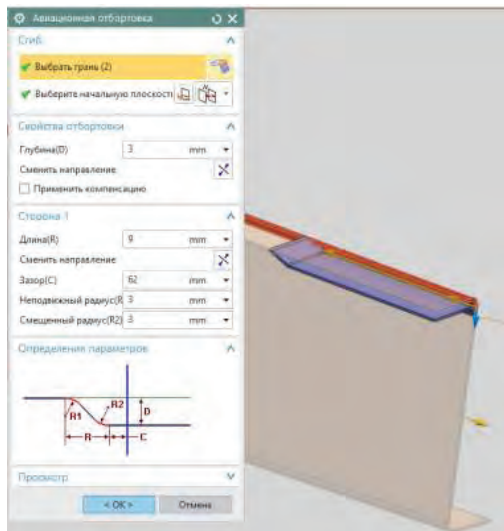 Авиационная отбортовка
Сгиб
Выбрать грань (2)
Выберите начальную плоскость
Свойства отбортовки
Глубина(D) 3 mm
Сменить направление
Применить компенсацию
Сторона 1
Длина(R) 9 mm
Сменить направление
Зазор(C) 62 mm
Неподвижный радиус(R 3 mm
Смещенный радиус(R2) 3 mm
Определения параметров
R2
D
R1
R C
Просмотр
< OK > Отмена